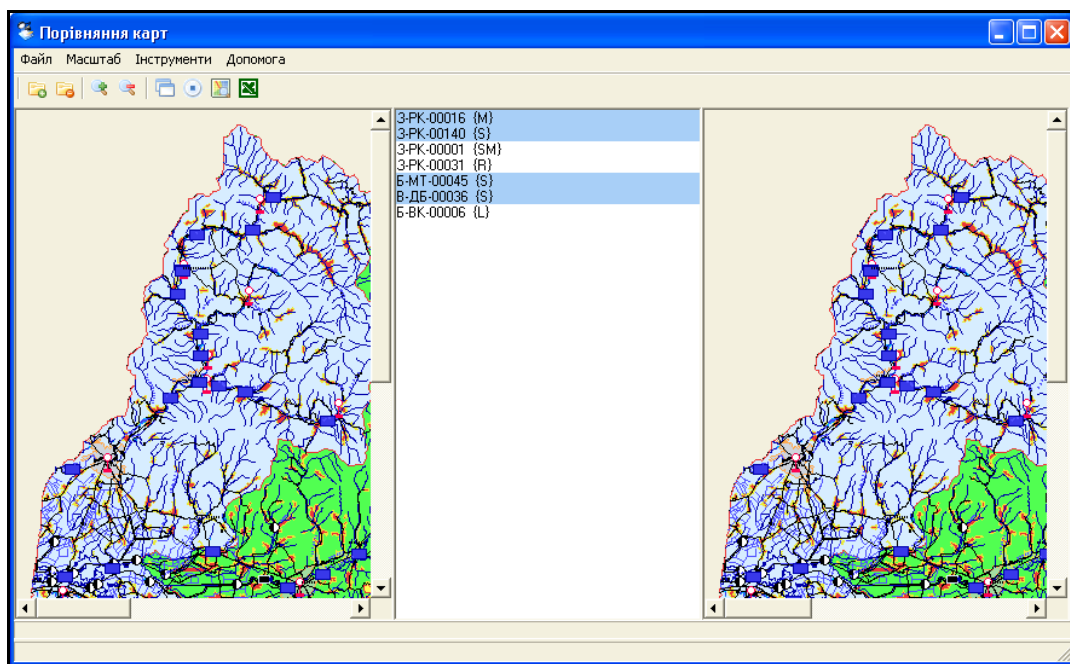 Порівняння карт
Файл Масштаб Інструменти Допомога
З-РК-00016 {M}
З-РК-00140 {S}
З-РК-00001 {SM}
З-РК-00031 {R}
Б-МТ-00045 {S}
В-ДБ-00036 {S}
Б-ВК-00006 {L}